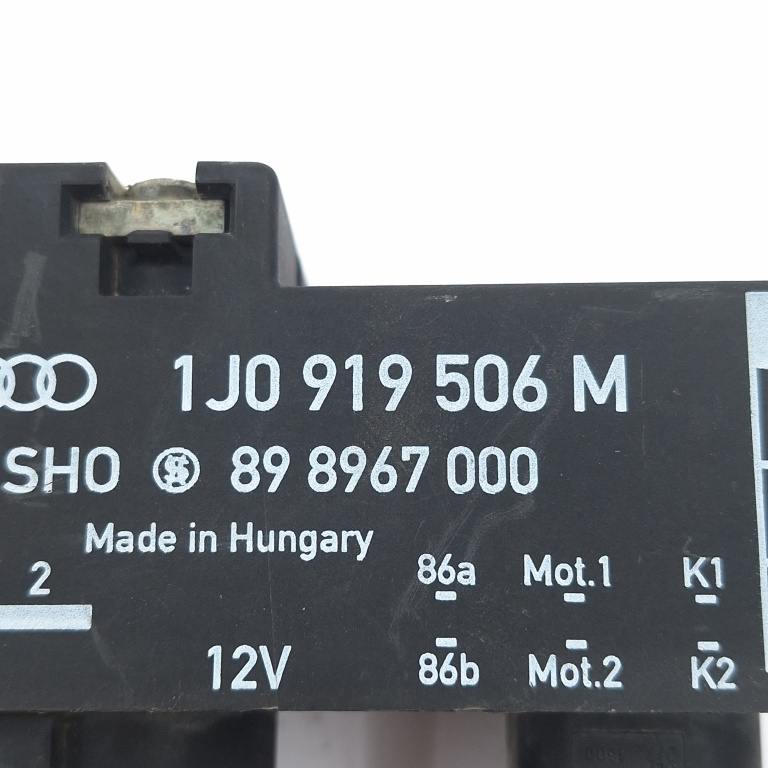 1J0 919 506 M
SHO 89 8967 000
Made in Hungary
2
86a Mot.1 K1
12V 86b Mot.2 K2